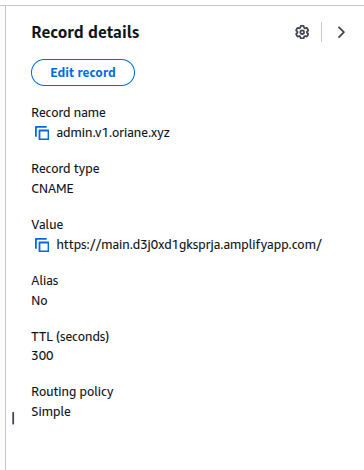 Record details
Edit record
Record name
admin.v1.oriane.xyz
Record type
CNAME
Value
https://main.d3j0xd1gksprja.amplifyapp.com/
Alias
No
TTL (seconds)
300
Routing policy
Simple